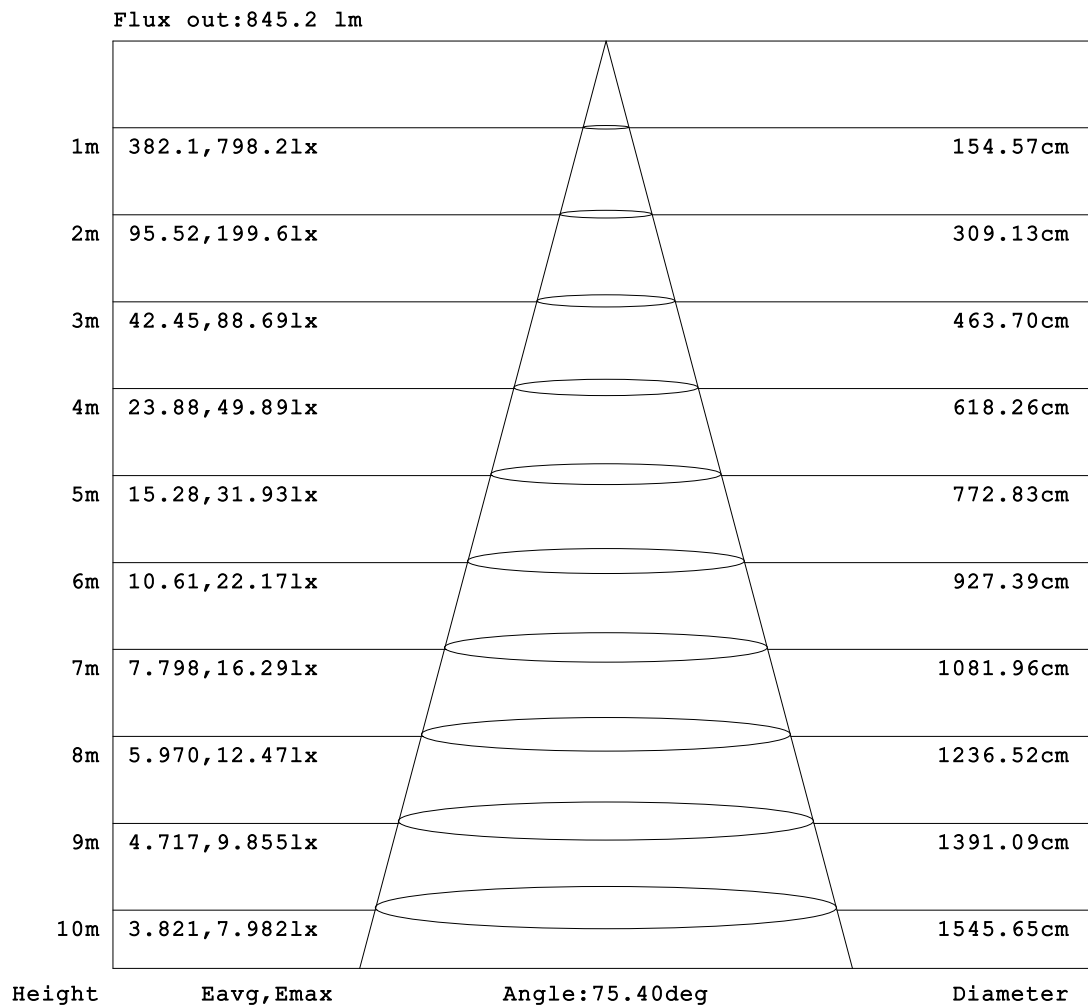 Flux out:845.2 lm
1m 382.1,798.2lx 154.57cm
2m 95.52,199.6lx 309.13cm
3m 42.45,88.69lx 463.70cm
4m 23.88,49.89lx 618.26cm
5m 15.28,31.93lx 772.83cm
6m 10.61,22.17lx 927.39cm
7m 7.798,16.29lx 1081.96cm
8m 5.970,12.47lx 1236.52cm
9m 4.717,9.855lx 1391.09cm
10m 3.821,7.982lx 1545.65cm
Height Eavg,Emax Angle:75.40deg Diameter